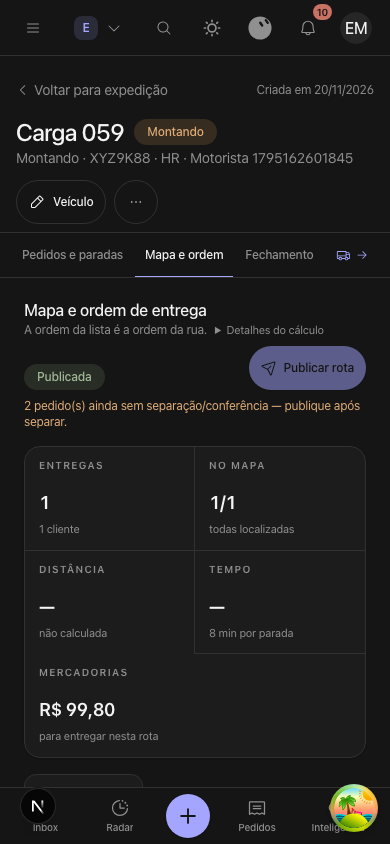 E
10
EM
Voltar para expedição
Criada em 20/11/2026
Carga 059
Montando
Montando · XYZ9K88 · HR · Motorista 1795162601845
Veículo
Pedidos e paradas
Mapa e ordem
Fechamento
Mapa e ordem de entrega
A ordem da lista é a ordem da rua. ▶ Detalhes do cálculo
Publicada
Publicar rota
2 pedido(s) ainda sem separação/conferência — publique após
separar.
ENTREGAS
1
1 cliente
NO MAPA
1/1
todas localizadas
DISTÂNCIA
—
não calculada
TEMPO
—
8 min por parada
MERCADORIAS
R$ 99,80
para entregar nesta rota
N
Inbox
Radar
Pedidos